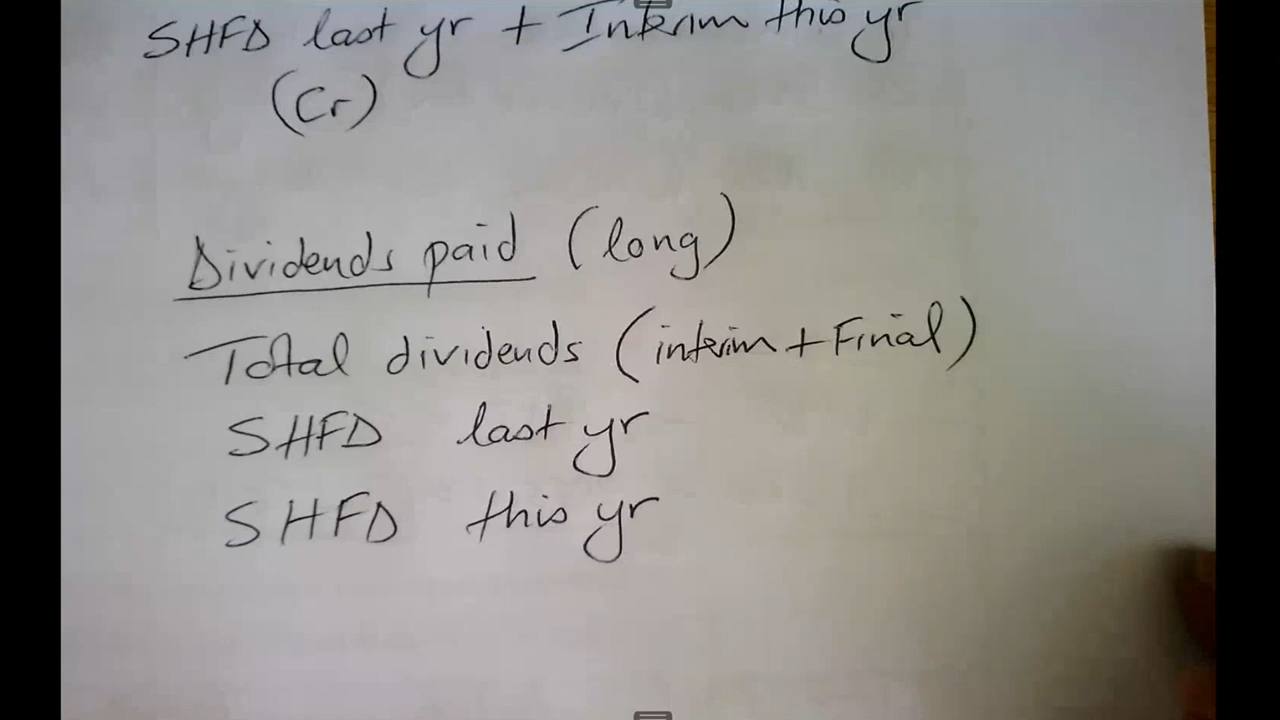 SHFD last yr + Interim this yr
(Cr)
Dividends paid (long)
Total dividends (interim + Final)
SHFD last yr
SHFD this yr